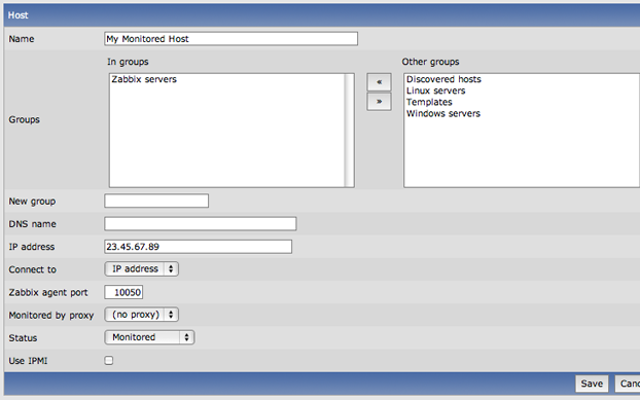 Host
Name My Monitored Host
In groups Other groups
Groups
Zabbix servers
«
»
Discovered hosts
Linux servers
Templates
Windows servers
New group
DNS name
IP address 23.45.67.89
Connect to IP address
Zabbix agent port 10050
Monitored by proxy (no proxy)
Status Monitored
Use IPMI
Save Canc